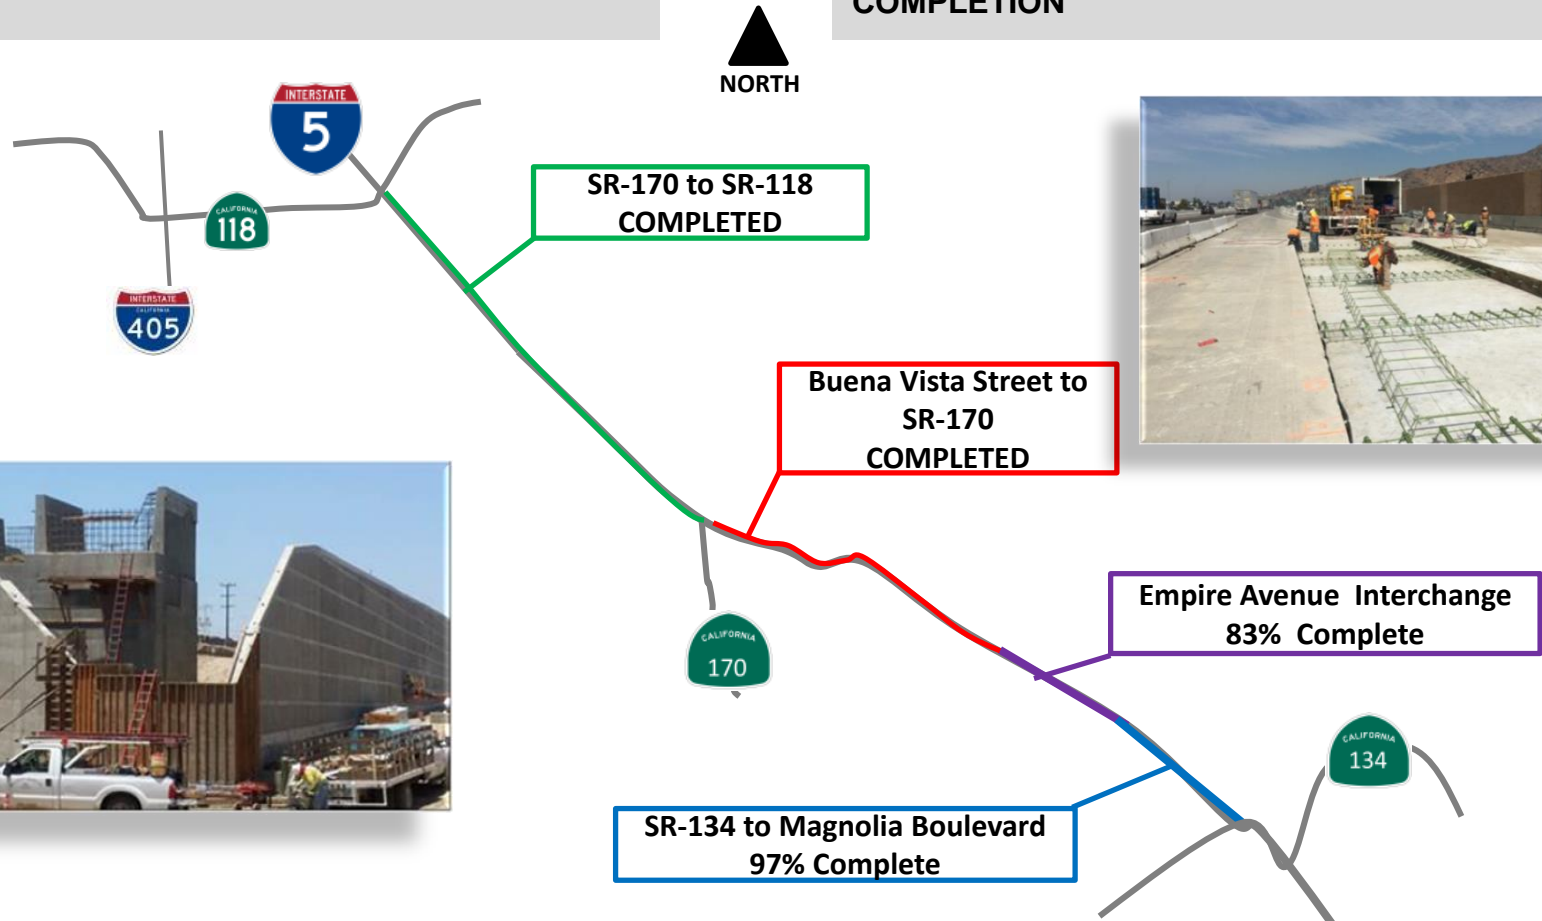 COMPLETION
NORTH
INTERSTATE
5
SR-170 to SR-118
COMPLETED
CALIFORNIA
118
INTERSTATE
CALIFORNIA
405
Buena Vista Street to
SR-170
COMPLETED
Empire Avenue Interchange
83% Complete
CALIFORNIA
170
CALIFORNIA
134
SR-134 to Magnolia Boulevard
97% Complete